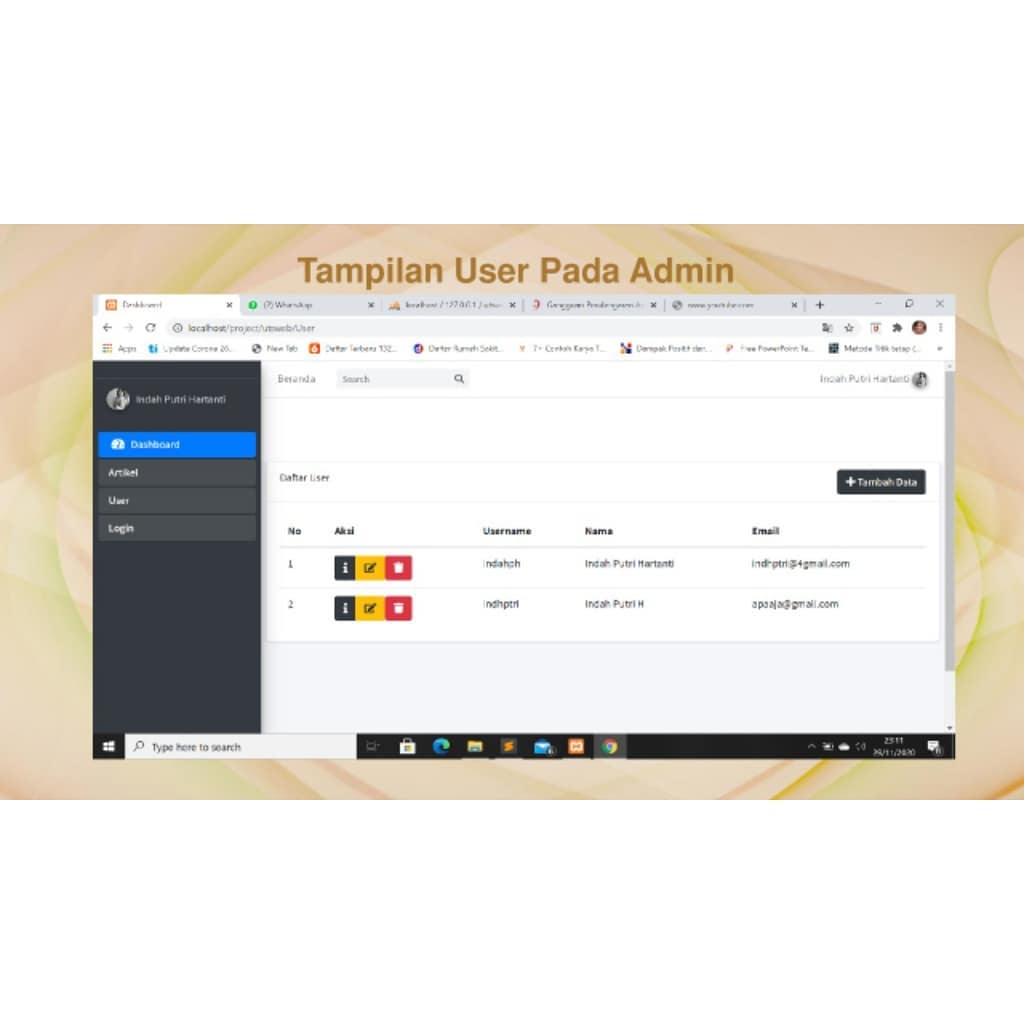 Tampilan User Pada Admin
Dashboard
(7) WhatsApp
localhost / 127.0.0.1 /
Gangguan Pendengaran
www.youtube.com
localhost/project/utsweb/User
Apps
Update Corona 26...
New Tab
Daftar Terbaru 132...
Daftar Rumah Sakit...
7+ Contoh Karya T...
Dampak Positif dan...
Free PowerPoint Te...
Metode Titik tetap (...
Indah Putri Hartanti
Beranda
Search
Indah Putri Hartanti
Dashboard
Artikel
User
Login
Daftar User
Tambah Data
No Aksi Username Nama Email
1 indahph Indah Putri Hartanti indhptri@4gmail.com
2 indhptri Indah Putri H apaaja@gmail.com
Type here to search
23:11
29/11/2020